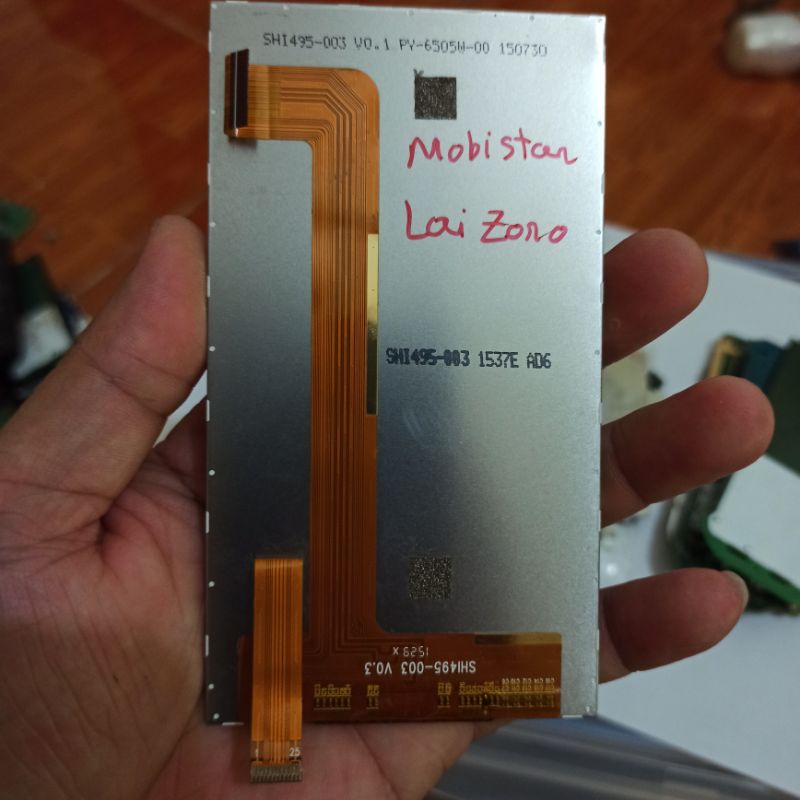 SHI495-003 V0.1 PY-6505W-00 150730
Mobistar
Lai Zoro
SHI495-003 1537E AD6
SHI495-003 V0.3
1529 X
1 25